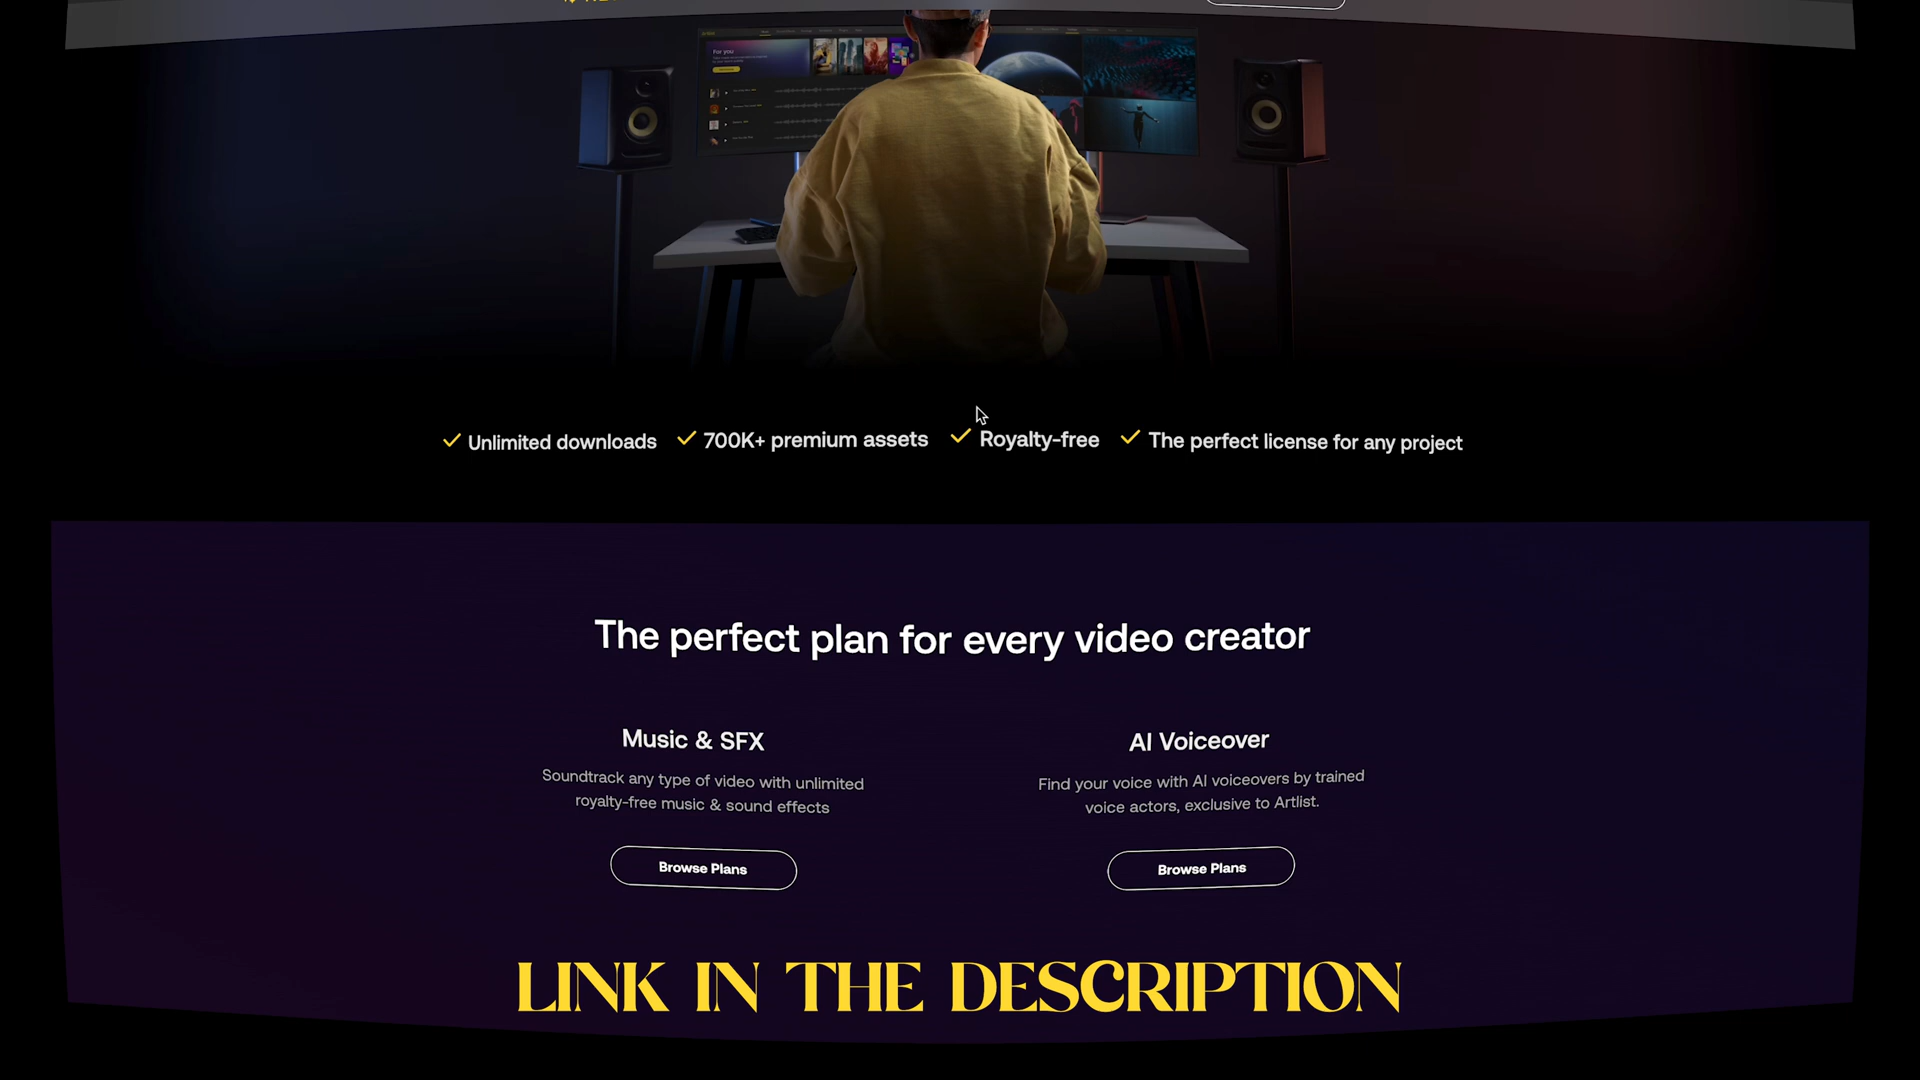 For you
Unlimited downloads
700K+ premium assets
Royalty-free
The perfect license for any project
The perfect plan for every video creator
Music & SFX
Soundtrack any type of video with unlimited
royalty-free music & sound effects
Browse Plans
AI Voiceover
Find your voice with AI voiceovers by trained
voice actors, exclusive to Artlist.
Browse Plans
LINK IN THE DESCRIPTION